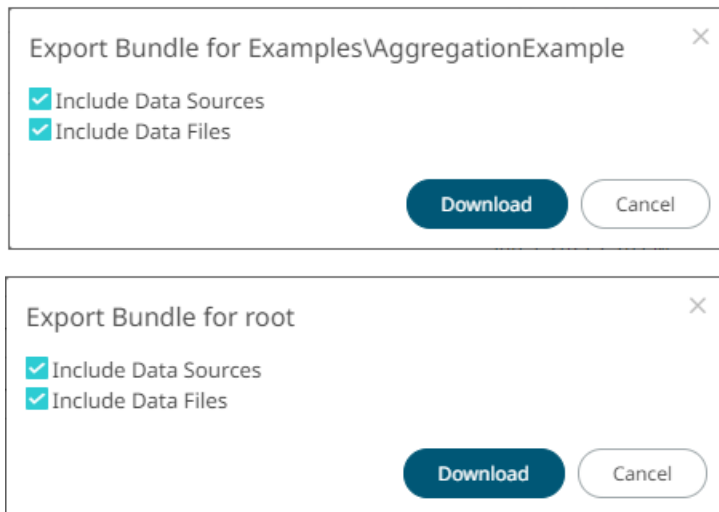 Export Bundle for Examples\AggregationExample
Include Data Sources
Include Data Files
Download Cancel
Export Bundle for root
Include Data Sources
Include Data Files
Download Cancel